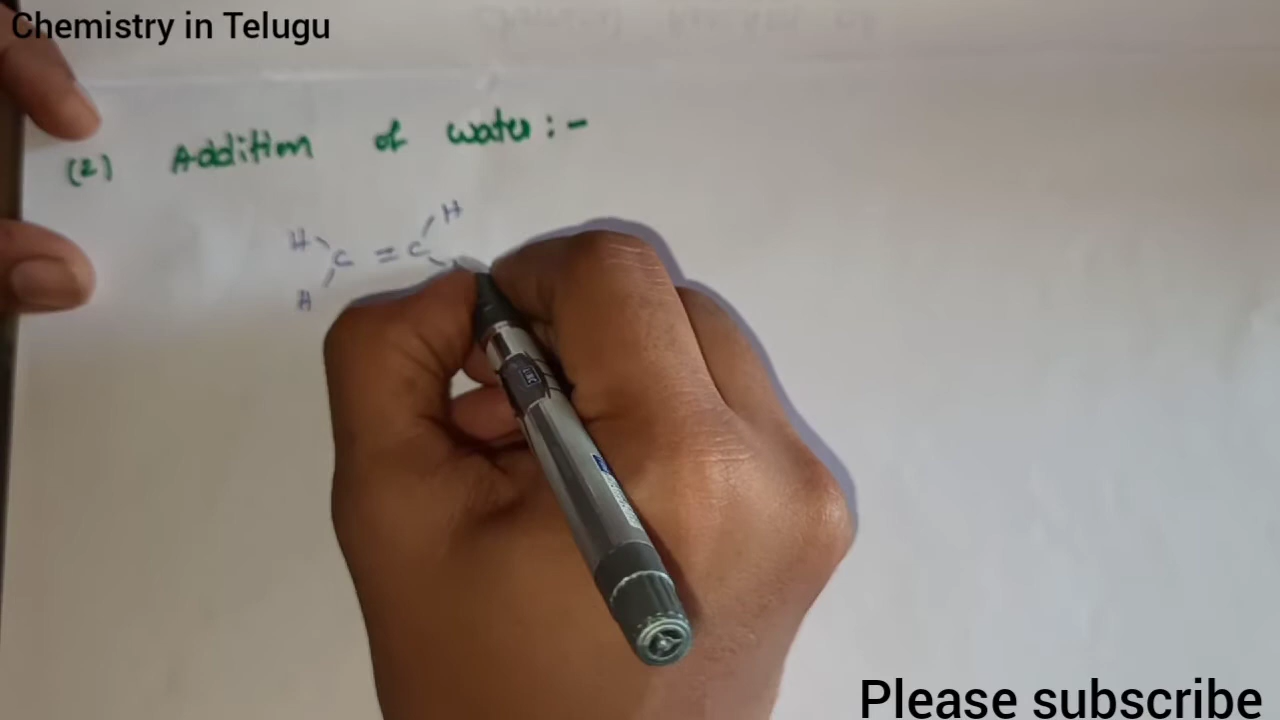 Chemistry in Telugu
(2) Addition of water :-
H
H
C = C
H
Please subscribe